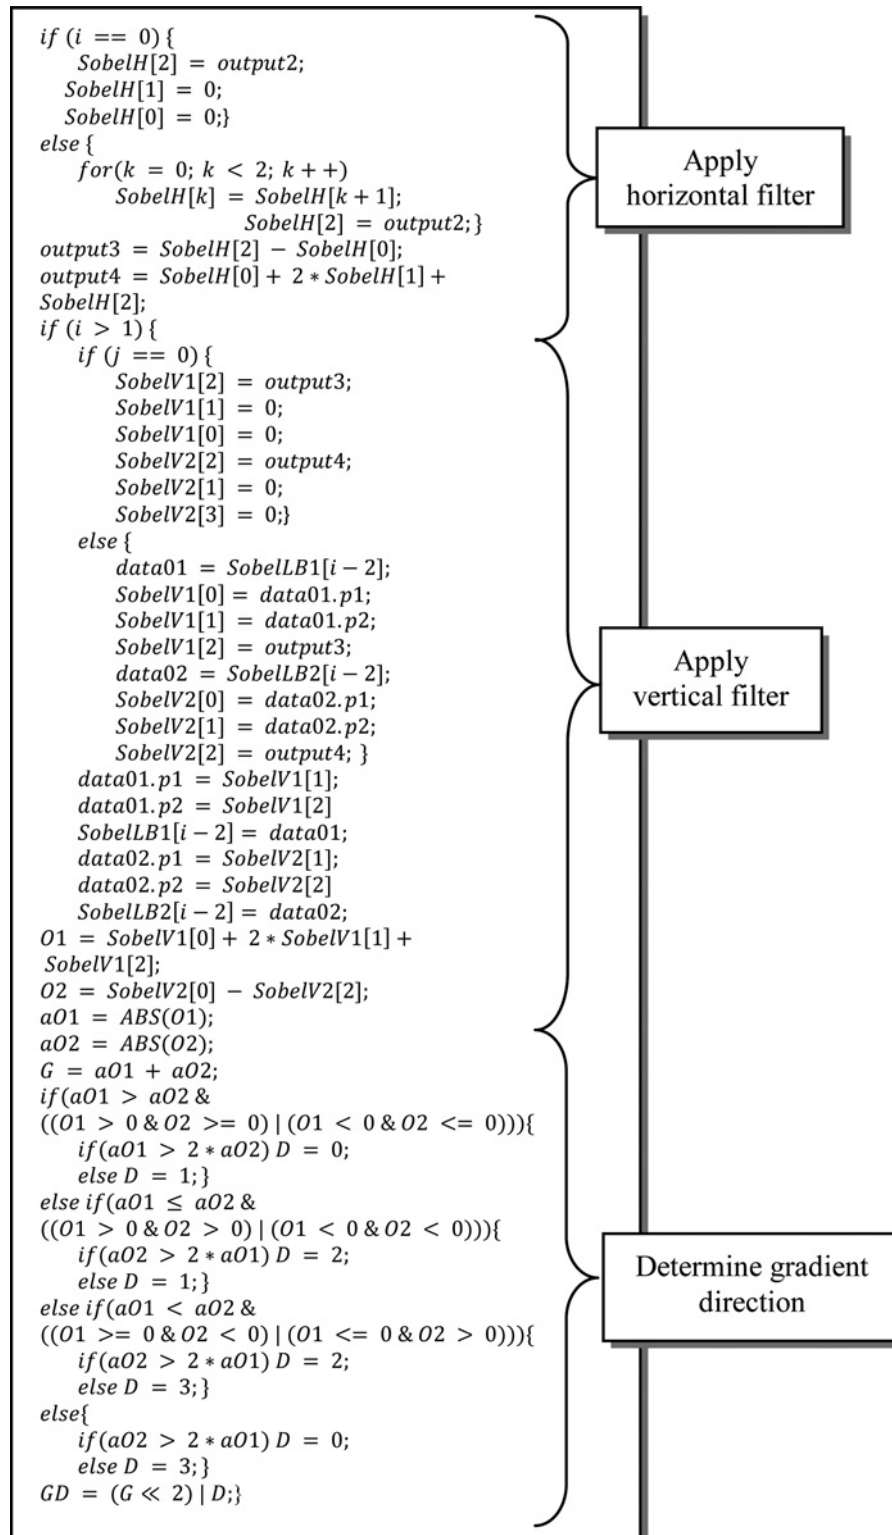 if (i == 0) {
SobelH[2] = output2;
SobelH[1] = 0;
SobelH[0] = 0;}
else {
for(k = 0; k < 2; k + +)
SobelH[k] = SobelH[k + 1];
SobelH[2] = output2; }
output3 = SobelH[2] − SobelH[0];
output4 = SobelH[0] + 2 ∗ SobelH[1] +
SobelH[2];
if (i > 1) {
if (j == 0) {
SobelV1[2] = output3;
SobelV1[1] = 0;
SobelV1[0] = 0;
SobelV2[2] = output4;
SobelV2[1] = 0;
SobelV2[3] = 0;}
else {
data01 = SobelLB1[i − 2];
SobelV1[0] = data01.p1;
SobelV1[1] = data01.p2;
SobelV1[2] = output3;
data02 = SobelLB2[i − 2];
SobelV2[0] = data02.p1;
SobelV2[1] = data02.p2;
SobelV2[2] = output4; }
data01.p1 = SobelV1[1];
data01.p2 = SobelV1[2]
SobelLB1[i − 2] = data01;
data02.p1 = SobelV2[1];
data02.p2 = SobelV2[2]
SobelLB2[i − 2] = data02;
O1 = SobelV1[0] + 2 ∗ SobelV1[1] +
SobelV1[2];
O2 = SobelV2[0] − SobelV2[2];
aO1 = ABS(O1);
aO2 = ABS(O2);
G = aO1 + aO2;
if(aO1 > aO2 &
((O1 > 0 & O2 >= 0) | (O1 < 0 & O2 <= 0))){
if(aO1 > 2 ∗ aO2) D = 0;
else D = 1; }
else if(aO1 ≤ aO2 &
((O1 > 0 & O2 > 0) | (O1 < 0 & O2 < 0))){
if(aO2 > 2 ∗ aO1) D = 2;
else D = 1; }
else if(aO1 < aO2 &
((O1 >= 0 & O2 < 0) | (O1 <= 0 & O2 > 0))){
if(aO2 > 2 ∗ aO1) D = 2;
else D = 3; }
else{
if(aO2 > 2 ∗ aO1) D = 0;
else D = 3; }
GD = (G ≪ 2) | D;}
Apply
horizontal filter
Apply
vertical filter
Determine gradient
direction